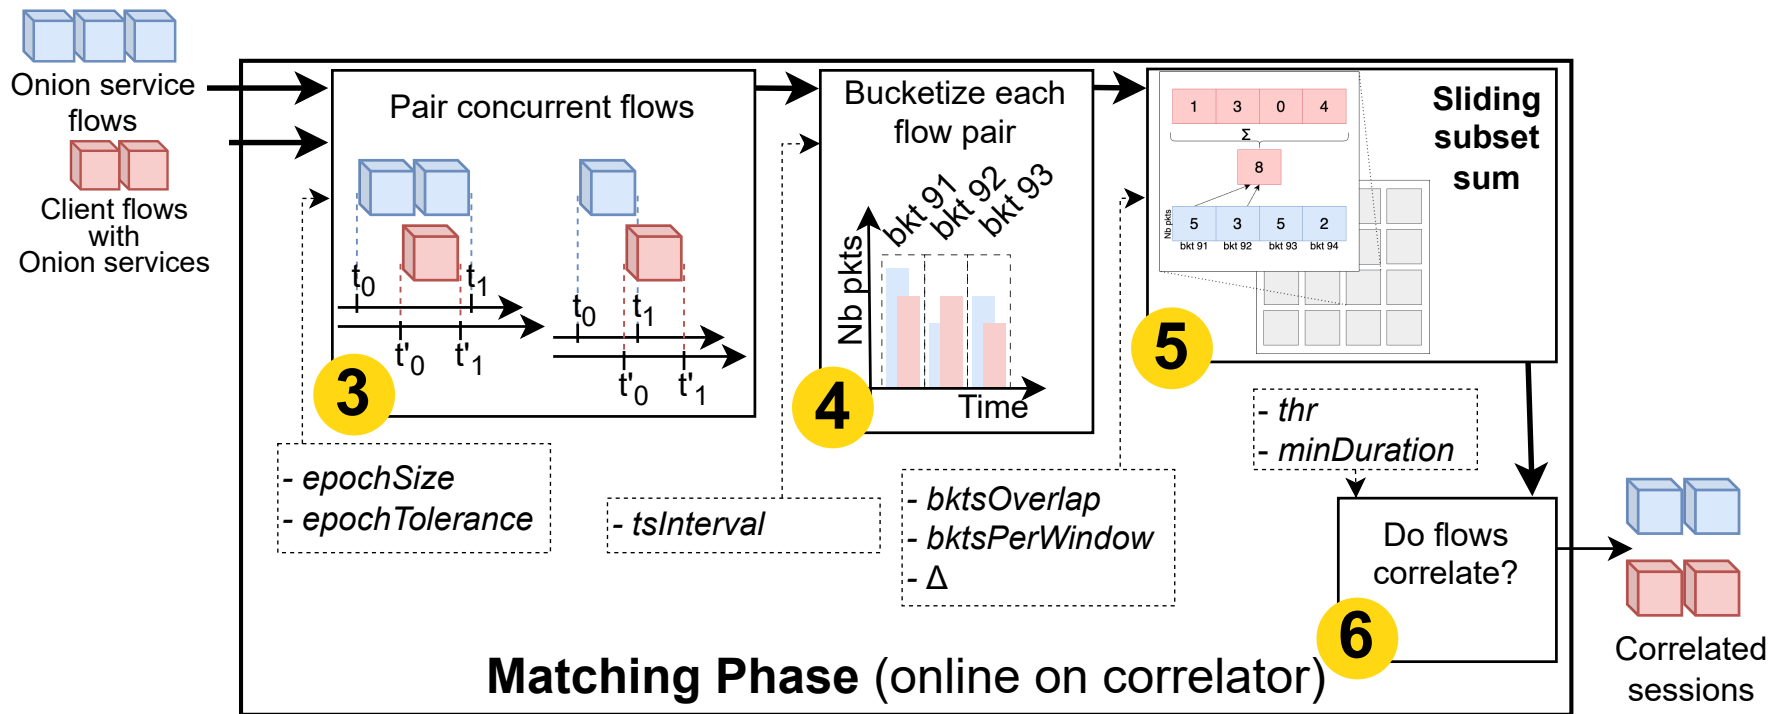 Onion service
flows
Client flows
with
Onion services
Pair concurrent flows
t0
t1
t'0
t'1
t0
t1
t'0
t'1
3
- epochSize
- epochTolerance
Bucketize each
flow pair
bkt 91
bkt 92
bkt 93
Nb pkts
Time
4
- tsInterval
Sliding
subset
sum
1 3 0 4
Σ
8
Nb pkts
5 3 5 2
bkt 91 bkt 92 bkt 93 bkt 94
5
- bktsOverlap
- bktsPerWindow
- Δ
- thr
- minDuration
Do flows
correlate?
6
Correlated
sessions
Matching Phase (online on correlator)